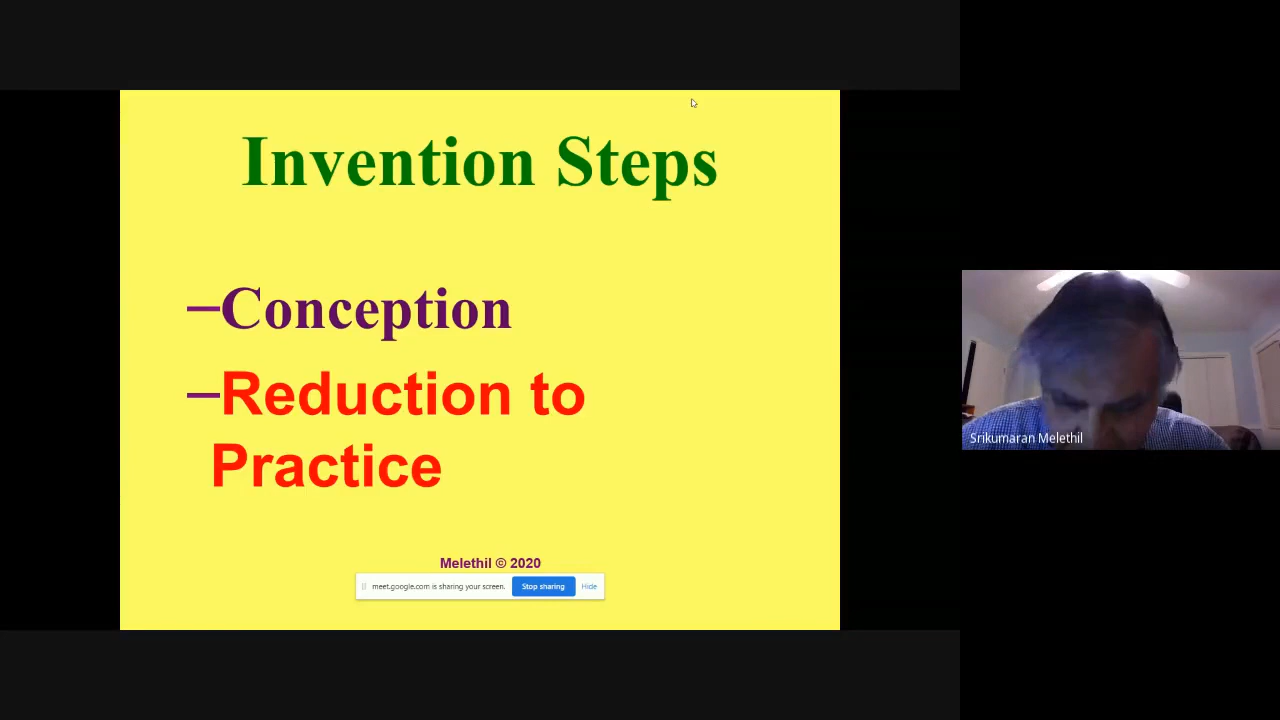 Invention Steps
–Conception
–Reduction to
Practice
Melethil © 2020
meet.google.com is sharing your screen. Stop sharing Hide
Srikumaran Melethil